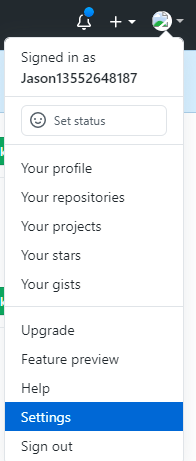 Signed in as
Jason13552648187
Set status
Your profile
Your repositories
Your projects
Your stars
Your gists
Upgrade
Feature preview
Help
Settings
Sign out